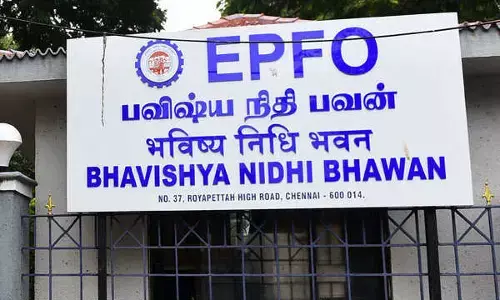 EPFO
பவிஷ்ய நிதி பவன்
भविष्य निधि भवन
BHAVISHYA NIDHI BHAWAN
NO. 37, ROYAPETTAH HIGH ROAD, CHENNAI - 600 014.